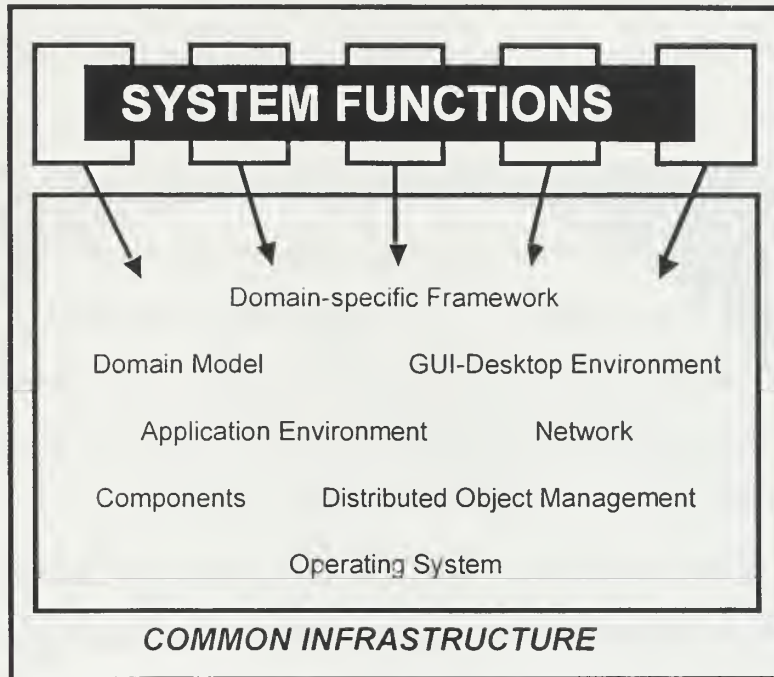 SYSTEM FUNCTIONS
Domain-specific Framework
Domain Model GUI-Desktop Environment
Application Environment Network
Components Distributed Object Management
Operating System
COMMON INFRASTRUCTURE